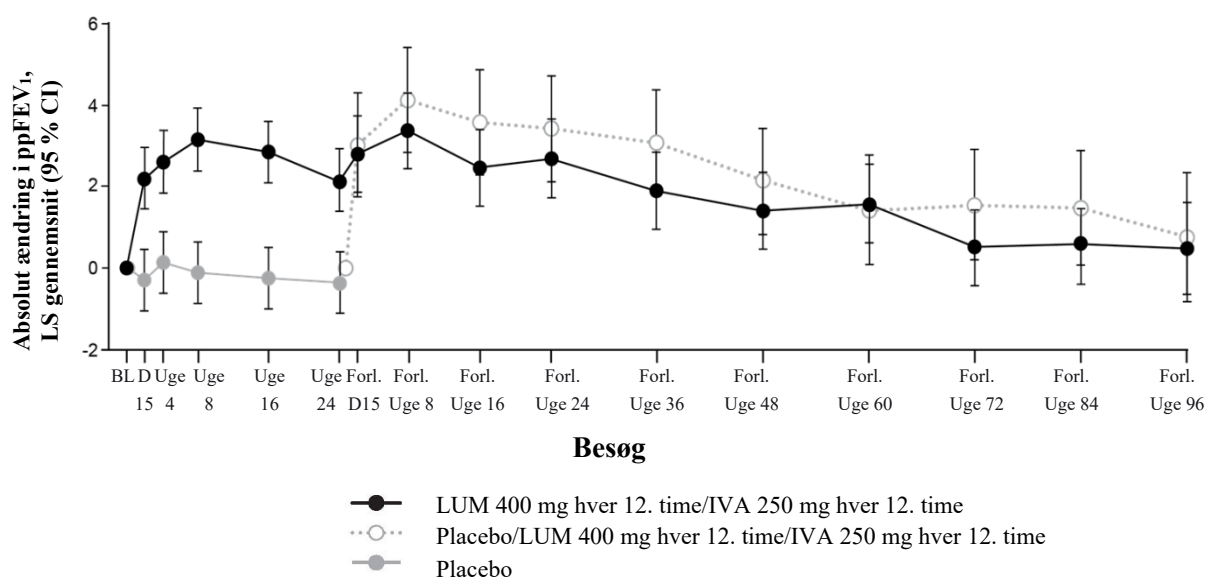 Absolut ændring i ppFEV₁,
LS gennemsnit (95 % CI)
6
4
2
0
-2
BL D Uge Uge Uge Uge Forl. Forl. Forl. Forl. Forl. Forl. Forl. Forl. Forl. Forl.
15 4 8 16 24 D15 Uge 8 Uge 16 Uge 24 Uge 36 Uge 48 Uge 60 Uge 72 Uge 84 Uge 96
Besøg
LUM 400 mg hver 12. time/IVA 250 mg hver 12. time
Placebo/LUM 400 mg hver 12. time/IVA 250 mg hver 12. time
Placebo